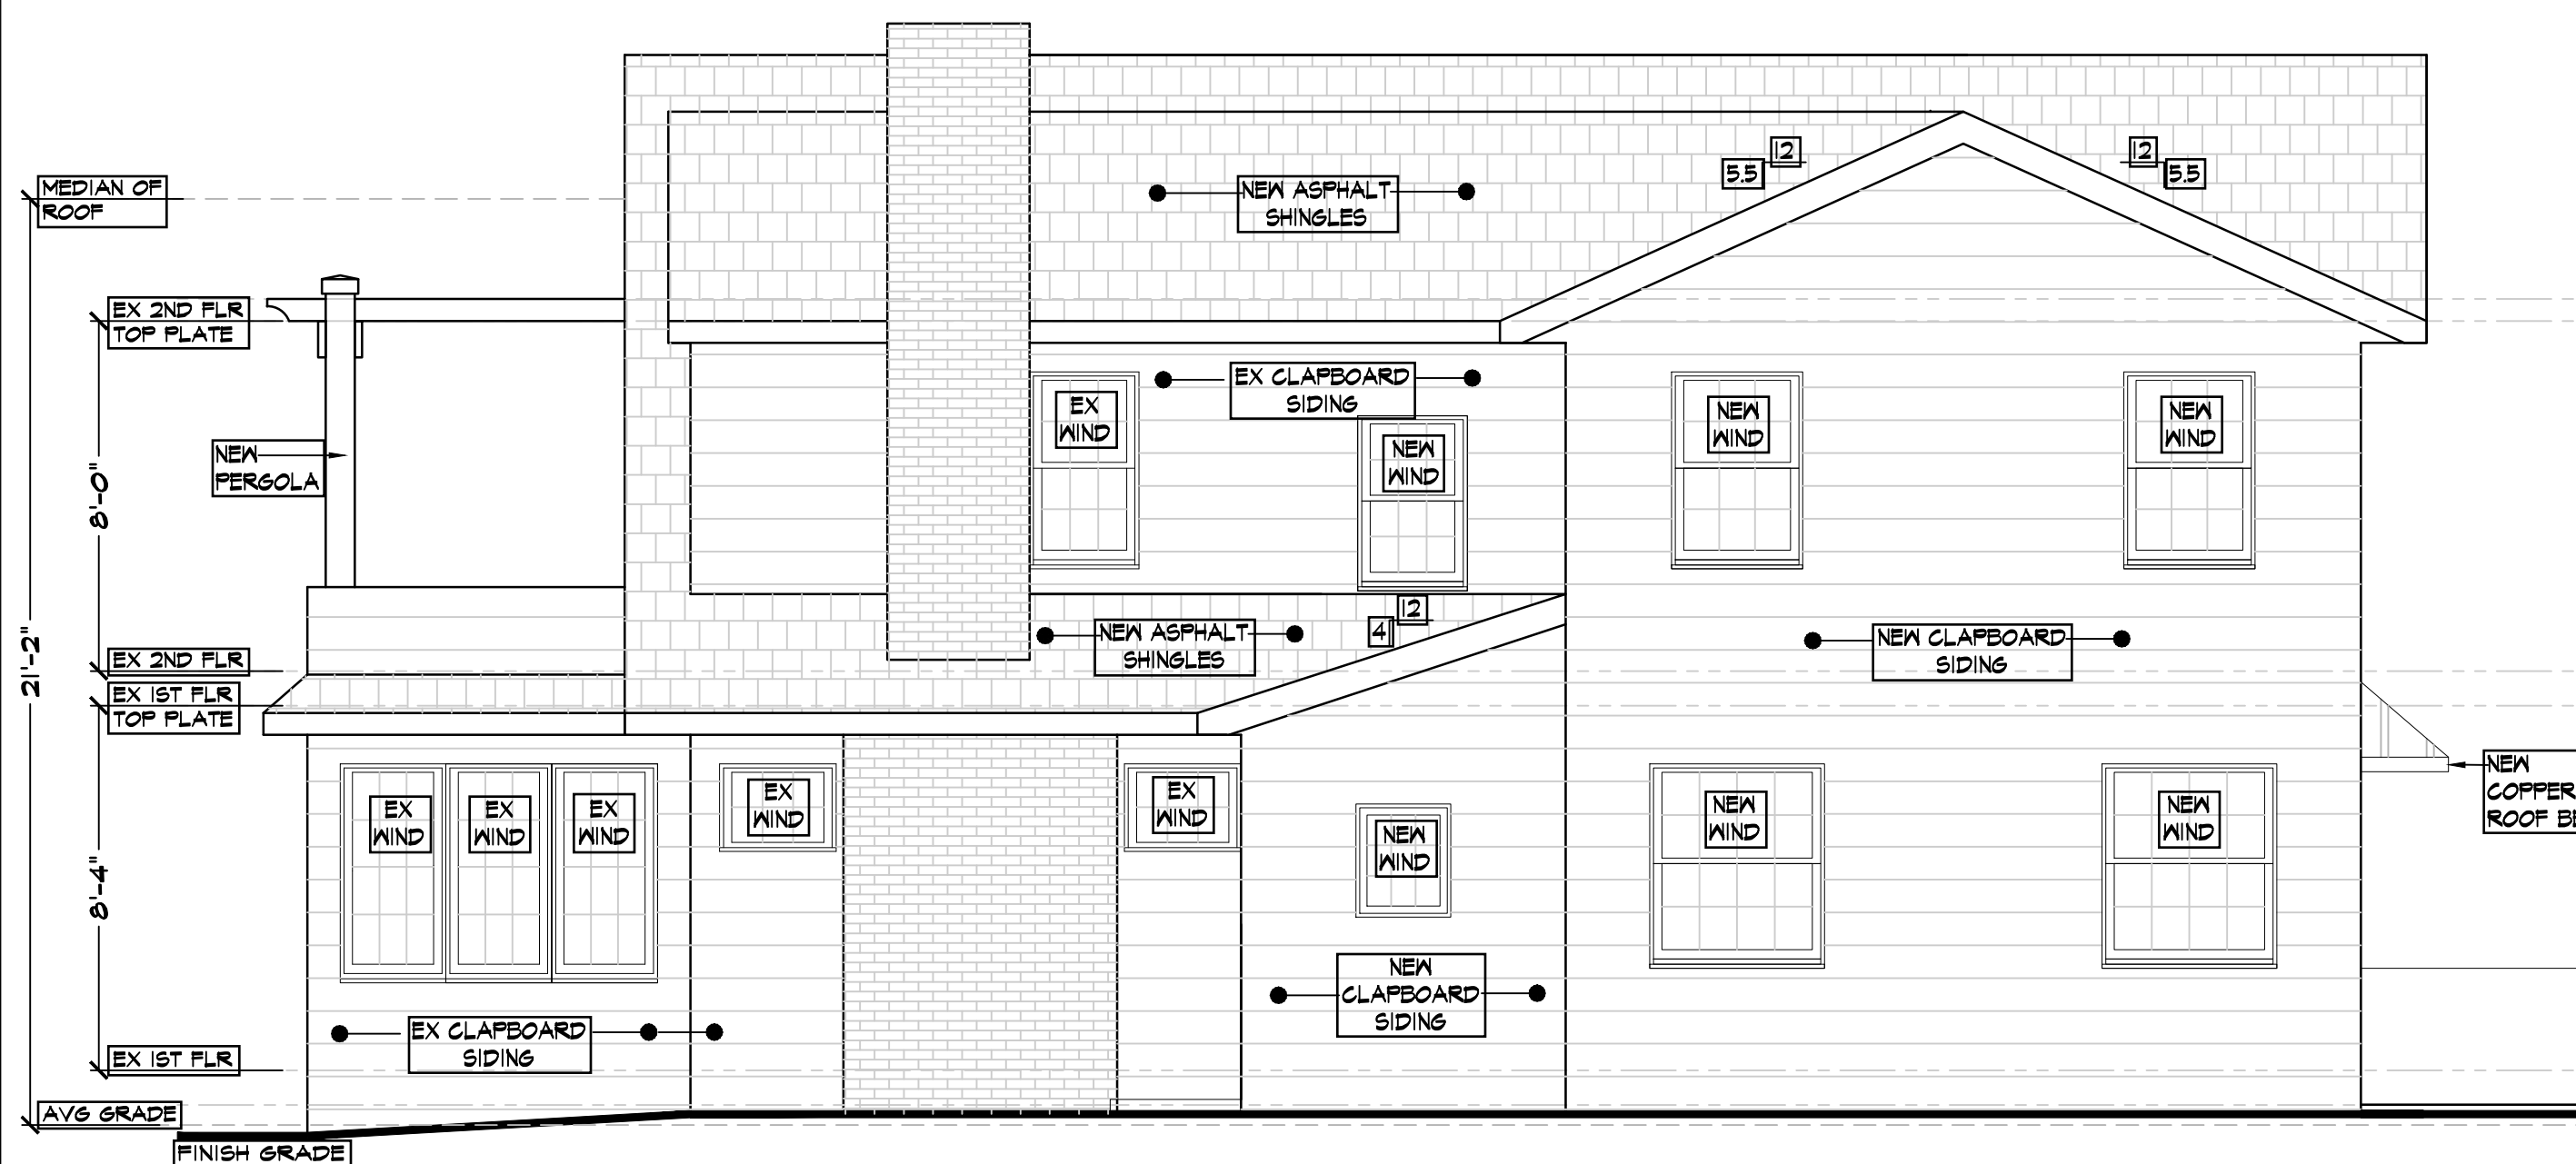 MEDIAN OF
ROOF
12
5.5
12
5.5
NEW ASPHALT
SHINGLES
EX 2ND FLR
TOP PLATE
EX CLAPBOARD
SIDING
EX
WIND
NEW
WIND
NEW
WIND
NEW
WIND
NEW
PERGOLA
8'-0"
12
4
NEW ASPHALT
SHINGLES
NEW CLAPBOARD
SIDING
21'-2"
EX 2ND FLR
EX 1ST FLR
TOP PLATE
NEW
COPPER
ROOF
EX
WIND
EX
WIND
EX
WIND
EX
WIND
EX
WIND
NEW
WIND
NEW
WIND
NEW
WIND
8'-4"
NEW
CLAPBOARD
SIDING
EX CLAPBOARD
SIDING
EX 1ST FLR
AVG GRADE
FINISH GRADE